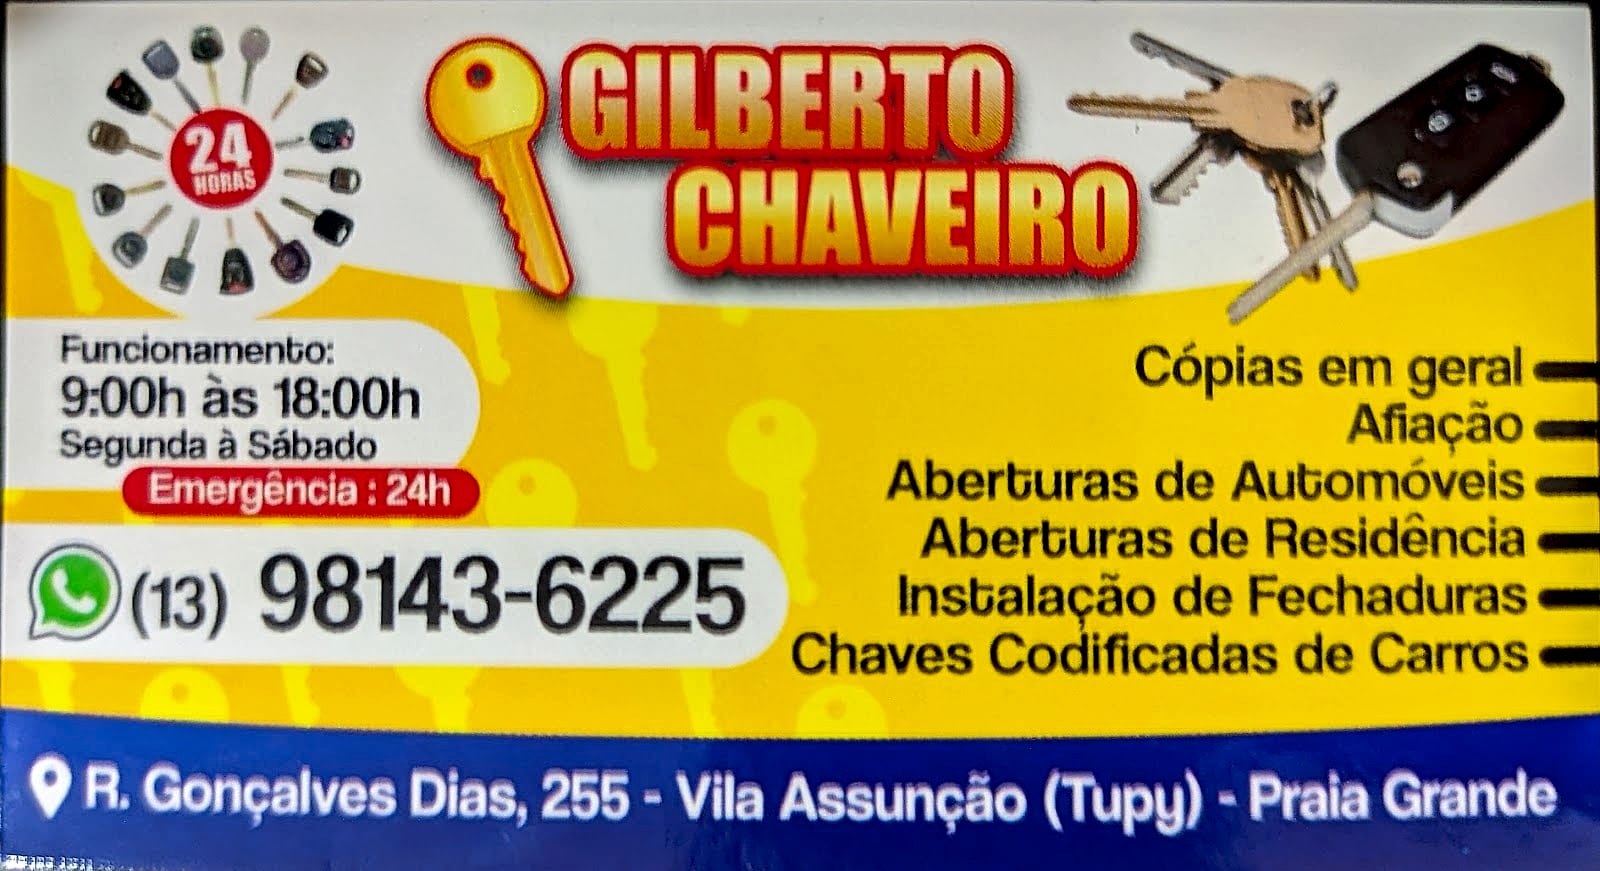 24
HORAS
GILBERTO
CHAVEIRO
Funcionamento:
9:00h às 18:00h
Segunda à Sábado
Emergência : 24h
(13) 98143-6225
Cópias em geral
Afiação
Aberturas de Automóveis
Aberturas de Residência
Instalação de Fechaduras
Chaves Codificadas de Carros
R. Gonçalves Dias, 255 - Vila Assunção (Tupy) - Praia Grande